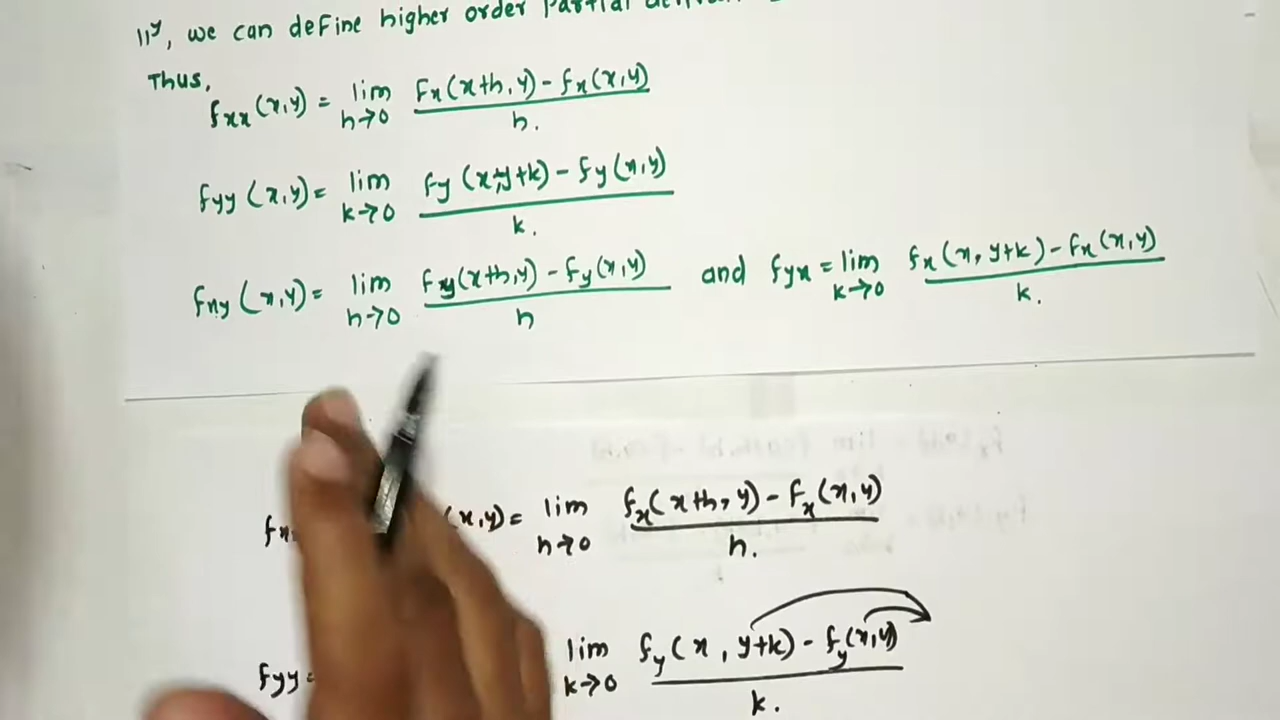 lly, we can define higher order Partial
Thus,
fxx(x,y) = lim h→0 fx(x+h,y) - fx(x,y) / h.
fyy(x,y) = lim k→0 fy(x,y+k) - fy(x,y) / k.
fxy(x,y) = lim h→0 fy(x+h,y) - fy(x,y) / h and fyx = lim k→0 fx(x,y+k) - fx(x,y) / k.
(x,y) = lim h→0 fx(x+h,y) - fx(x,y) / h.
fyy = lim k→0 fy(x,y+k) - fy(x,y) / k.